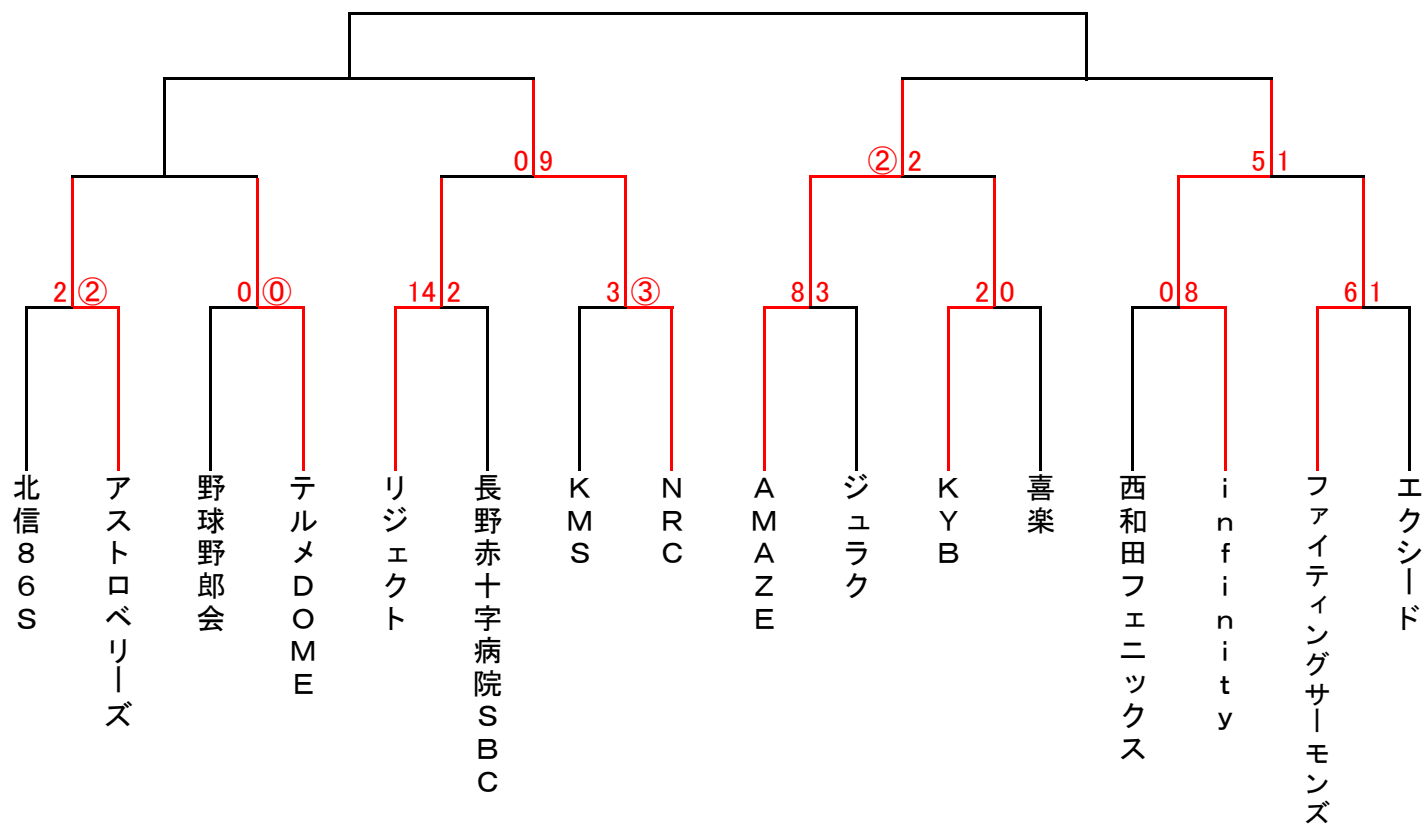 0 9
② 2
5 1
2 ②
0 ⓪
14 2
3 ③
8 3
2 0
0 8
6 1
北信86S
アストロベリーズ
野球野郎会
テルメDOME
リジェクト
長野赤十字病院SBC
KMS
NRC
AMAZE
ジュラク
KYB
喜楽
西和田フェニックス
infinity
ファイティングサーモンズ
エクシード